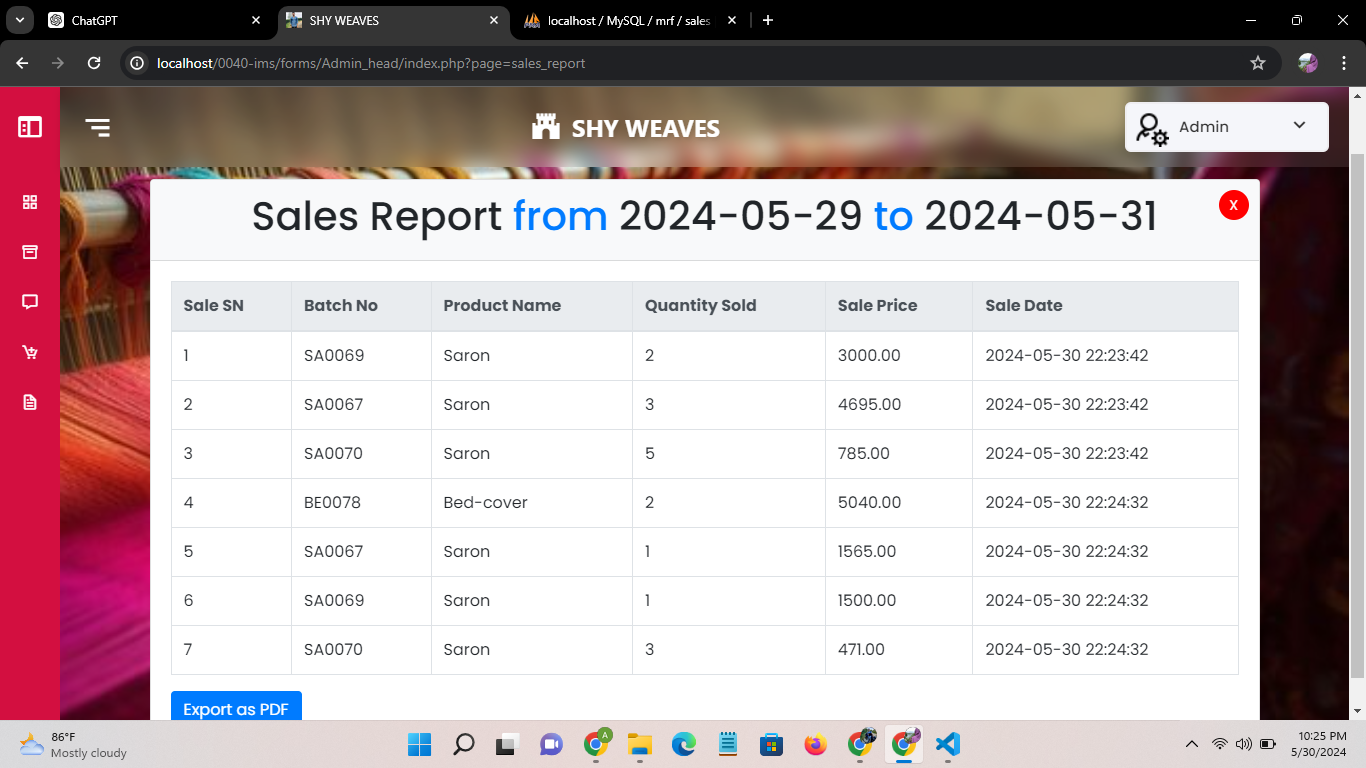 ChatGPT
SHY WEAVES
localhost / MySQL / mrf / sales
localhost/0040-ims/forms/Admin_head/index.php?page=sales_report
SHY WEAVES
Admin
Sales Report from 2024-05-29 to 2024-05-31
X
Sale SN Batch No Product Name Quantity Sold Sale Price Sale Date
1 SA0069 Saron 2 3000.00 2024-05-30 22:23:42
2 SA0067 Saron 3 4695.00 2024-05-30 22:23:42
3 SA0070 Saron 5 785.00 2024-05-30 22:23:42
4 BE0078 Bed-cover 2 5040.00 2024-05-30 22:24:32
5 SA0067 Saron 1 1565.00 2024-05-30 22:24:32
6 SA0069 Saron 1 1500.00 2024-05-30 22:24:32
7 SA0070 Saron 3 471.00 2024-05-30 22:24:32
Export as PDF
86°F
Mostly cloudy
A
10:25 PM
5/30/2024